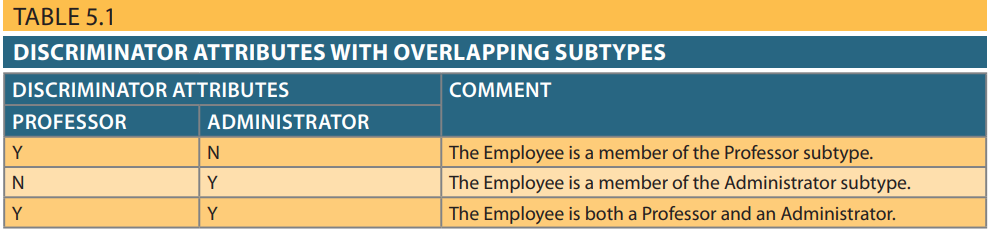 TABLE 5.1
DISCRIMINATOR ATTRIBUTES WITH OVERLAPPING SUBTYPES
DISCRIMINATOR ATTRIBUTES COMMENT
PROFESSOR ADMINISTRATOR
Y N The Employee is a member of the Professor subtype.
N Y The Employee is a member of the Administrator subtype.
Y Y The Employee is both a Professor and an Administrator.